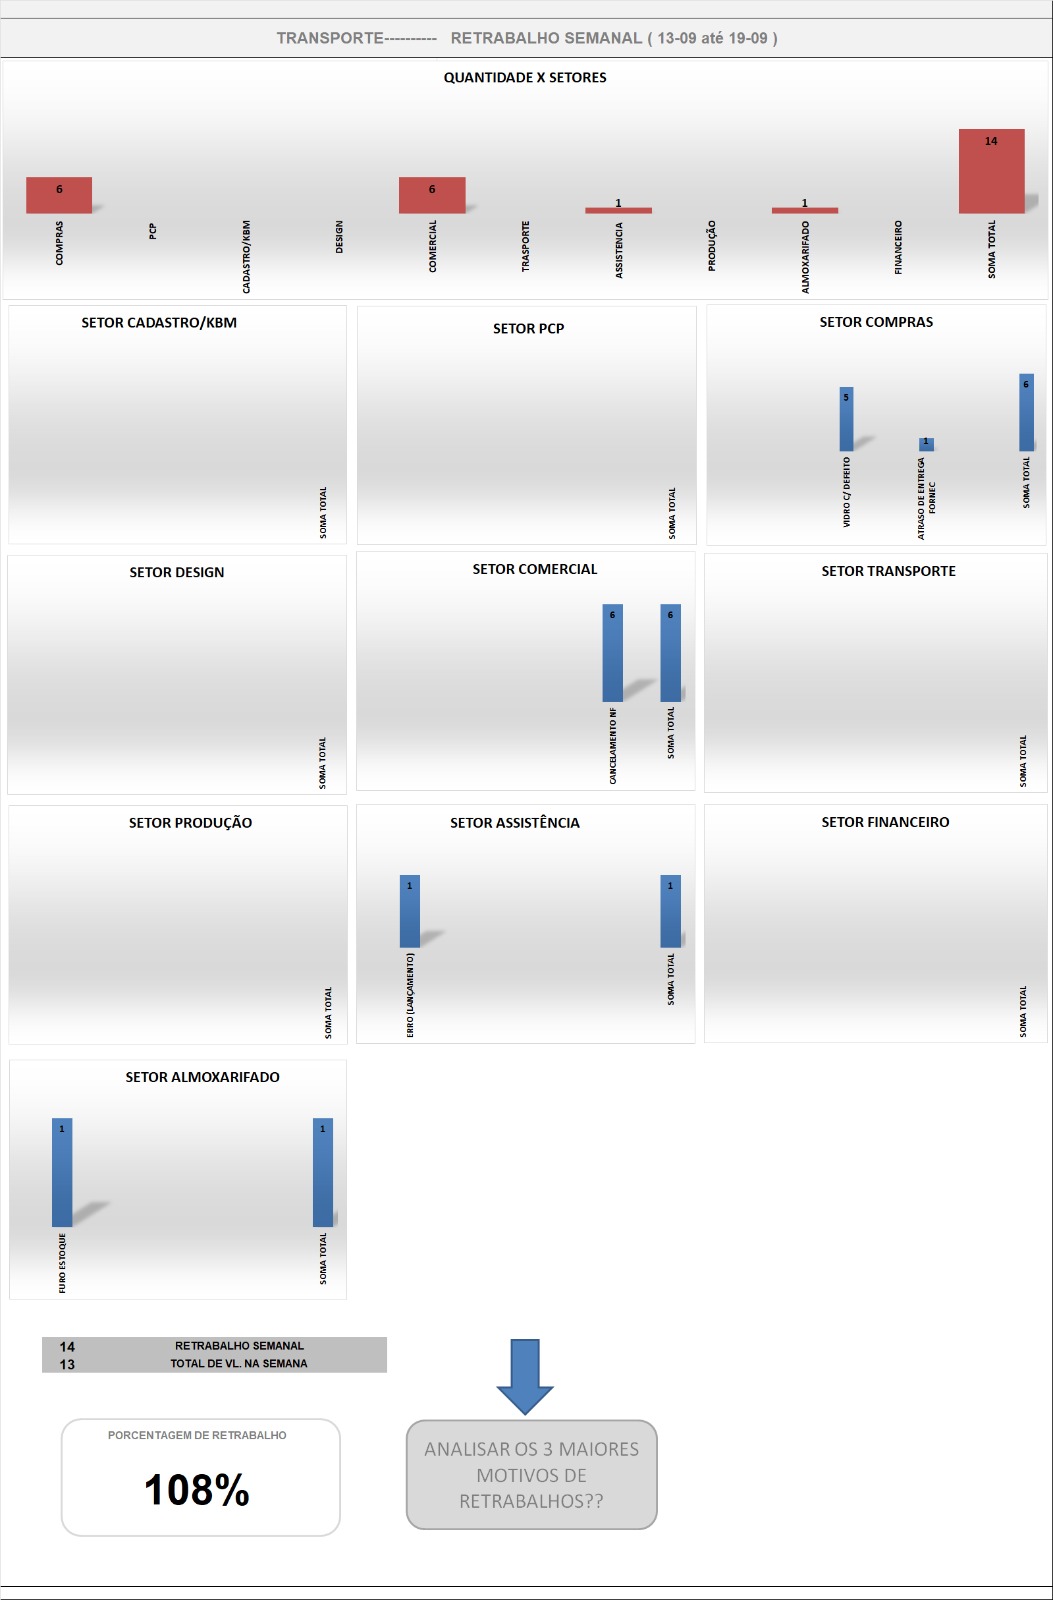 TRANSPORTE---------- RETRABALHO SEMANAL ( 13-09 até 19-09 )
QUANTIDADE X SETORES
6
6
1
1
14
COMPRAS
PCP
CADASTRO/KBM
DESIGN
COMERCIAL
TRASPORTE
ASSISTENCIA
PRODUÇÃO
ALMOXARIFADO
FINANCEIRO
SOMA TOTAL
SETOR CADASTRO/KBM
SOMA TOTAL
SETOR PCP
SOMA TOTAL
SETOR COMPRAS
5
1
6
VIDRO C/ DEFEITO
ATRASO DE ENTREGA
FORNEC
SOMA TOTAL
SETOR DESIGN
SOMA TOTAL
SETOR COMERCIAL
6
6
CANCELAMENTO NF
SOMA TOTAL
SETOR TRANSPORTE
SOMA TOTAL
SETOR PRODUÇÃO
SOMA TOTAL
SETOR ASSISTÊNCIA
1
1
ERRO (LANÇAMENTO)
SOMA TOTAL
SETOR FINANCEIRO
SOMA TOTAL
SETOR ALMOXARIFADO
1
1
FURO ESTOQUE
SOMA TOTAL
14 RETRABALHO SEMANAL
13 TOTAL DE VL. NA SEMANA
PORCENTAGEM DE RETRABALHO
108%
ANALISAR OS 3 MAIORES
MOTIVOS DE
RETRABALHOS??